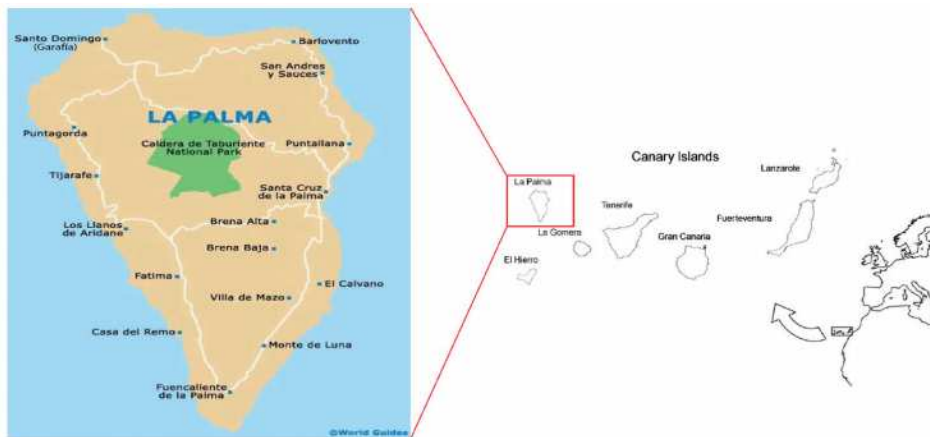 Santo Domingo
(Garafía)
Barlovento
San Andres
y Sauces
LA PALMA
Puntagorda
Caldera de Taburiente
National Park
Puntallana
Tijarafe
Santa Cruz
de la Palma
Los Llanos
de Aridane
Brena Alta
Brena Baja
Fatima
El Calvano
Villa de Mazo
Casa del Remo
Monte de Luna
Fuencaliente
de la Palma
©World Guides
Canary Islands
La Palma
Lanzarote
Tenerife
Fuerteventura
La Gomera
Gran Canaria
El Hierro